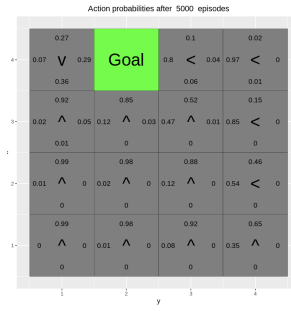 Action probabilities after 5000 episodes
0.27 0.1 0.02
4 0.07 v 0.29 Goal 0.8 < 0.04 0.97 < 0
0.36 0.06 0.01
0.92 0.85 0.52 0.15
3 0.02 ^ 0.05 0.12 ^ 0.03 0.47 ^ 0.01 0.85 < 0
0.01 0 0 0
0.99 0.98 0.88 0.46
2 0.01 ^ 0 0.02 ^ 0 0.12 ^ 0 0.54 < 0
0 0 0 0
0.99 0.98 0.92 0.65
1 0 ^ 0 0.01 ^ 0 0.08 ^ 0 0.35 ^ 0
0 0 0 0
1 2 3 4
y